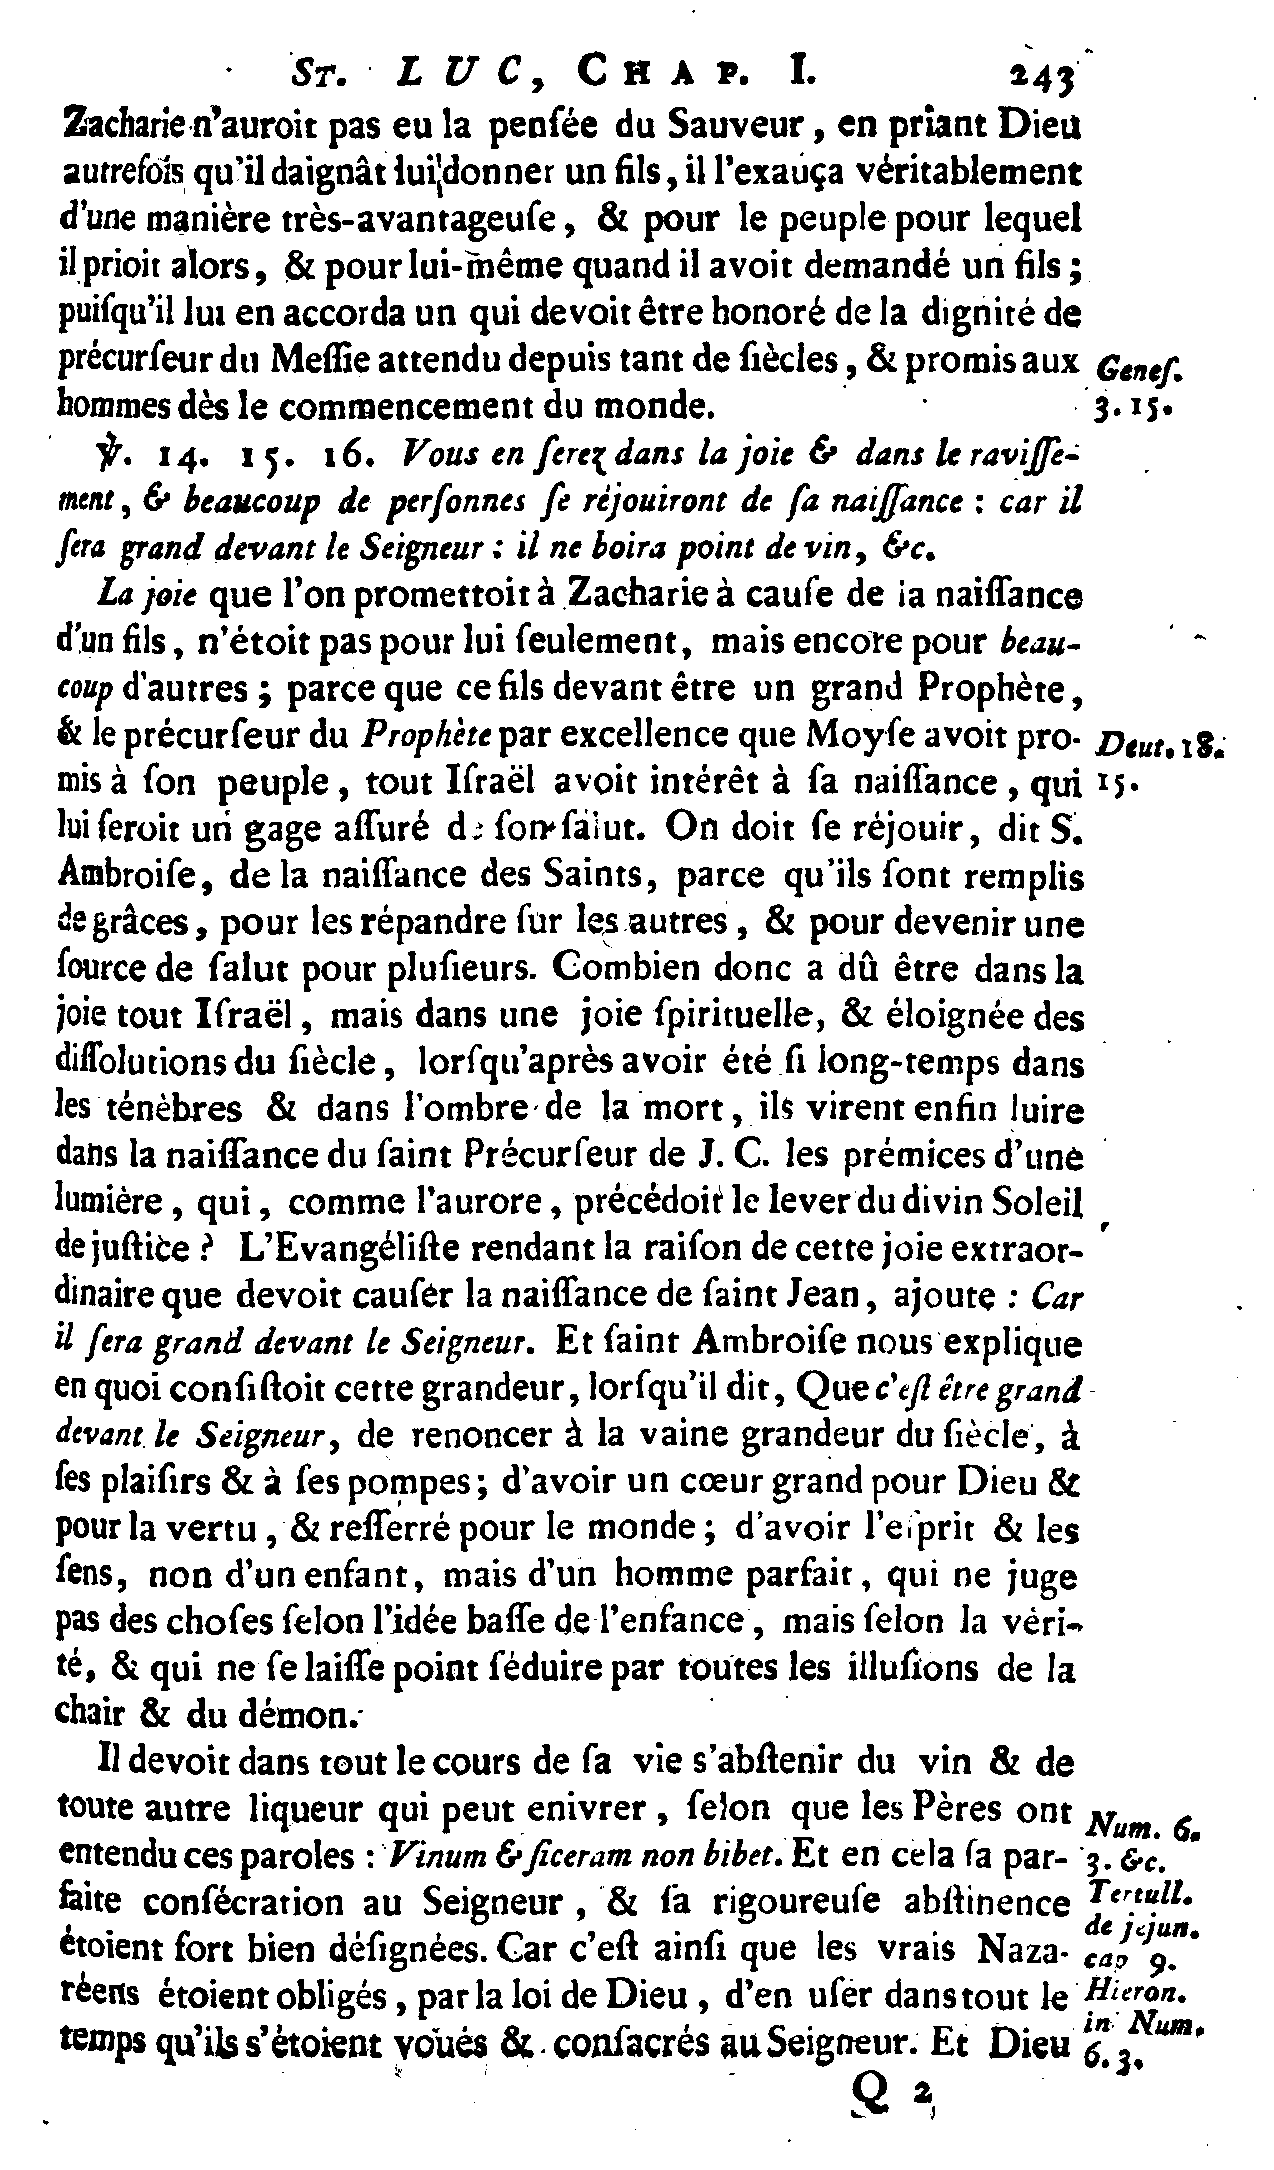 ST. LUC, CHAP. I. 243
Zacharie n'auroit pas eu la penſée du Sauveur, en priant Dieu
autrefois qu'il daignât lui donner un fils, il l'exauça véritablement
d'une manière très-avantageuſe, & pour le peuple pour lequel
il prioit alors, & pour lui-même quand il avoit demandé un fils;
puiſqu'il lui en accorda un qui devoit être honoré de la dignité de
précurſeur du Meſſie attendu depuis tant de ſiècles, & promis aux
Geneſ.
hommes dès le commencement du monde.
3. 15.
℣. 14. 15. 16. Vous en ſerez dans la joie & dans le raviſſe-
ment, & beaucoup de perſonnes ſe réjouiront de ſa naiſſance : car il
ſera grand devant le Seigneur : il ne boira point de vin, &c.
La joie que l'on promettoit à Zacharie à cauſe de la naiſſance
d'un fils, n'étoit pas pour lui ſeulement, mais encore pour beau-
coup d'autres; parce que ce fils devant être un grand Prophète,
& le précurſeur du Prophète par excellence que Moyſe avoit pro-
Deut. 18.
mis à ſon peuple, tout Iſraël avoit intérêt à ſa naiſſance, qui
15.
lui ſeroit un gage aſſuré de ſon ſalut. On doit ſe réjouir, dit S.
Ambroiſe, de la naiſſance des Saints, parce qu'ils ſont remplis
de grâces, pour les répandre ſur les autres, & pour devenir une
ſource de ſalut pour pluſieurs. Combien donc a dû être dans la
joie tout Iſraël, mais dans une joie ſpirituelle, & éloignée des
diſſolutions du ſiècle, lorſqu'après avoir été ſi long-temps dans
les ténèbres & dans l'ombre de la mort, ils virent enfin luire
dans la naiſſance du ſaint Précurſeur de J. C. les prémices d'une
lumière, qui, comme l'aurore, précédoit le lever du divin Soleil
de juſtice ? L'Evangéliſte rendant la raiſon de cette joie extraor-
dinaire que devoit cauſer la naiſſance de ſaint Jean, ajoute : Car
il ſera grand devant le Seigneur. Et ſaint Ambroiſe nous explique
en quoi conſiſtoit cette grandeur, lorſqu'il dit, Que c'eſt être grand
devant le Seigneur, de renoncer à la vaine grandeur du ſiècle, à
ſes plaiſirs & à ſes pompes; d'avoir un cœur grand pour Dieu &
pour la vertu, & reſſerré pour le monde; d'avoir l'eſprit & les
ſens, non d'un enfant, mais d'un homme parfait, qui ne juge
pas des choſes ſelon l'idée baſſe de l'enfance, mais ſelon la véri-
té, & qui ne ſe laiſſe point ſéduire par toutes les illuſions de la
chair & du démon.
Il devoit dans tout le cours de ſa vie s'abſtenir du vin & de
toute autre liqueur qui peut enivrer, ſelon que les Pères ont
Num. 6.
entendu ces paroles : Vinum & ſiceram non bibet. Et en cela ſa par-
3. &c.
faite conſécration au Seigneur, & ſa rigoureuſe abſtinence
Tertull.
de jejun.
étoient fort bien déſignées. Car c'eſt ainſi que les vrais Naza-
cap 9.
réens étoient obligés, par la loi de Dieu, d'en uſer dans tout le
Hieron.
in Num.
temps qu'ils s'étoient voués & conſacrés au Seigneur. Et Dieu
6. 3.
Q 2